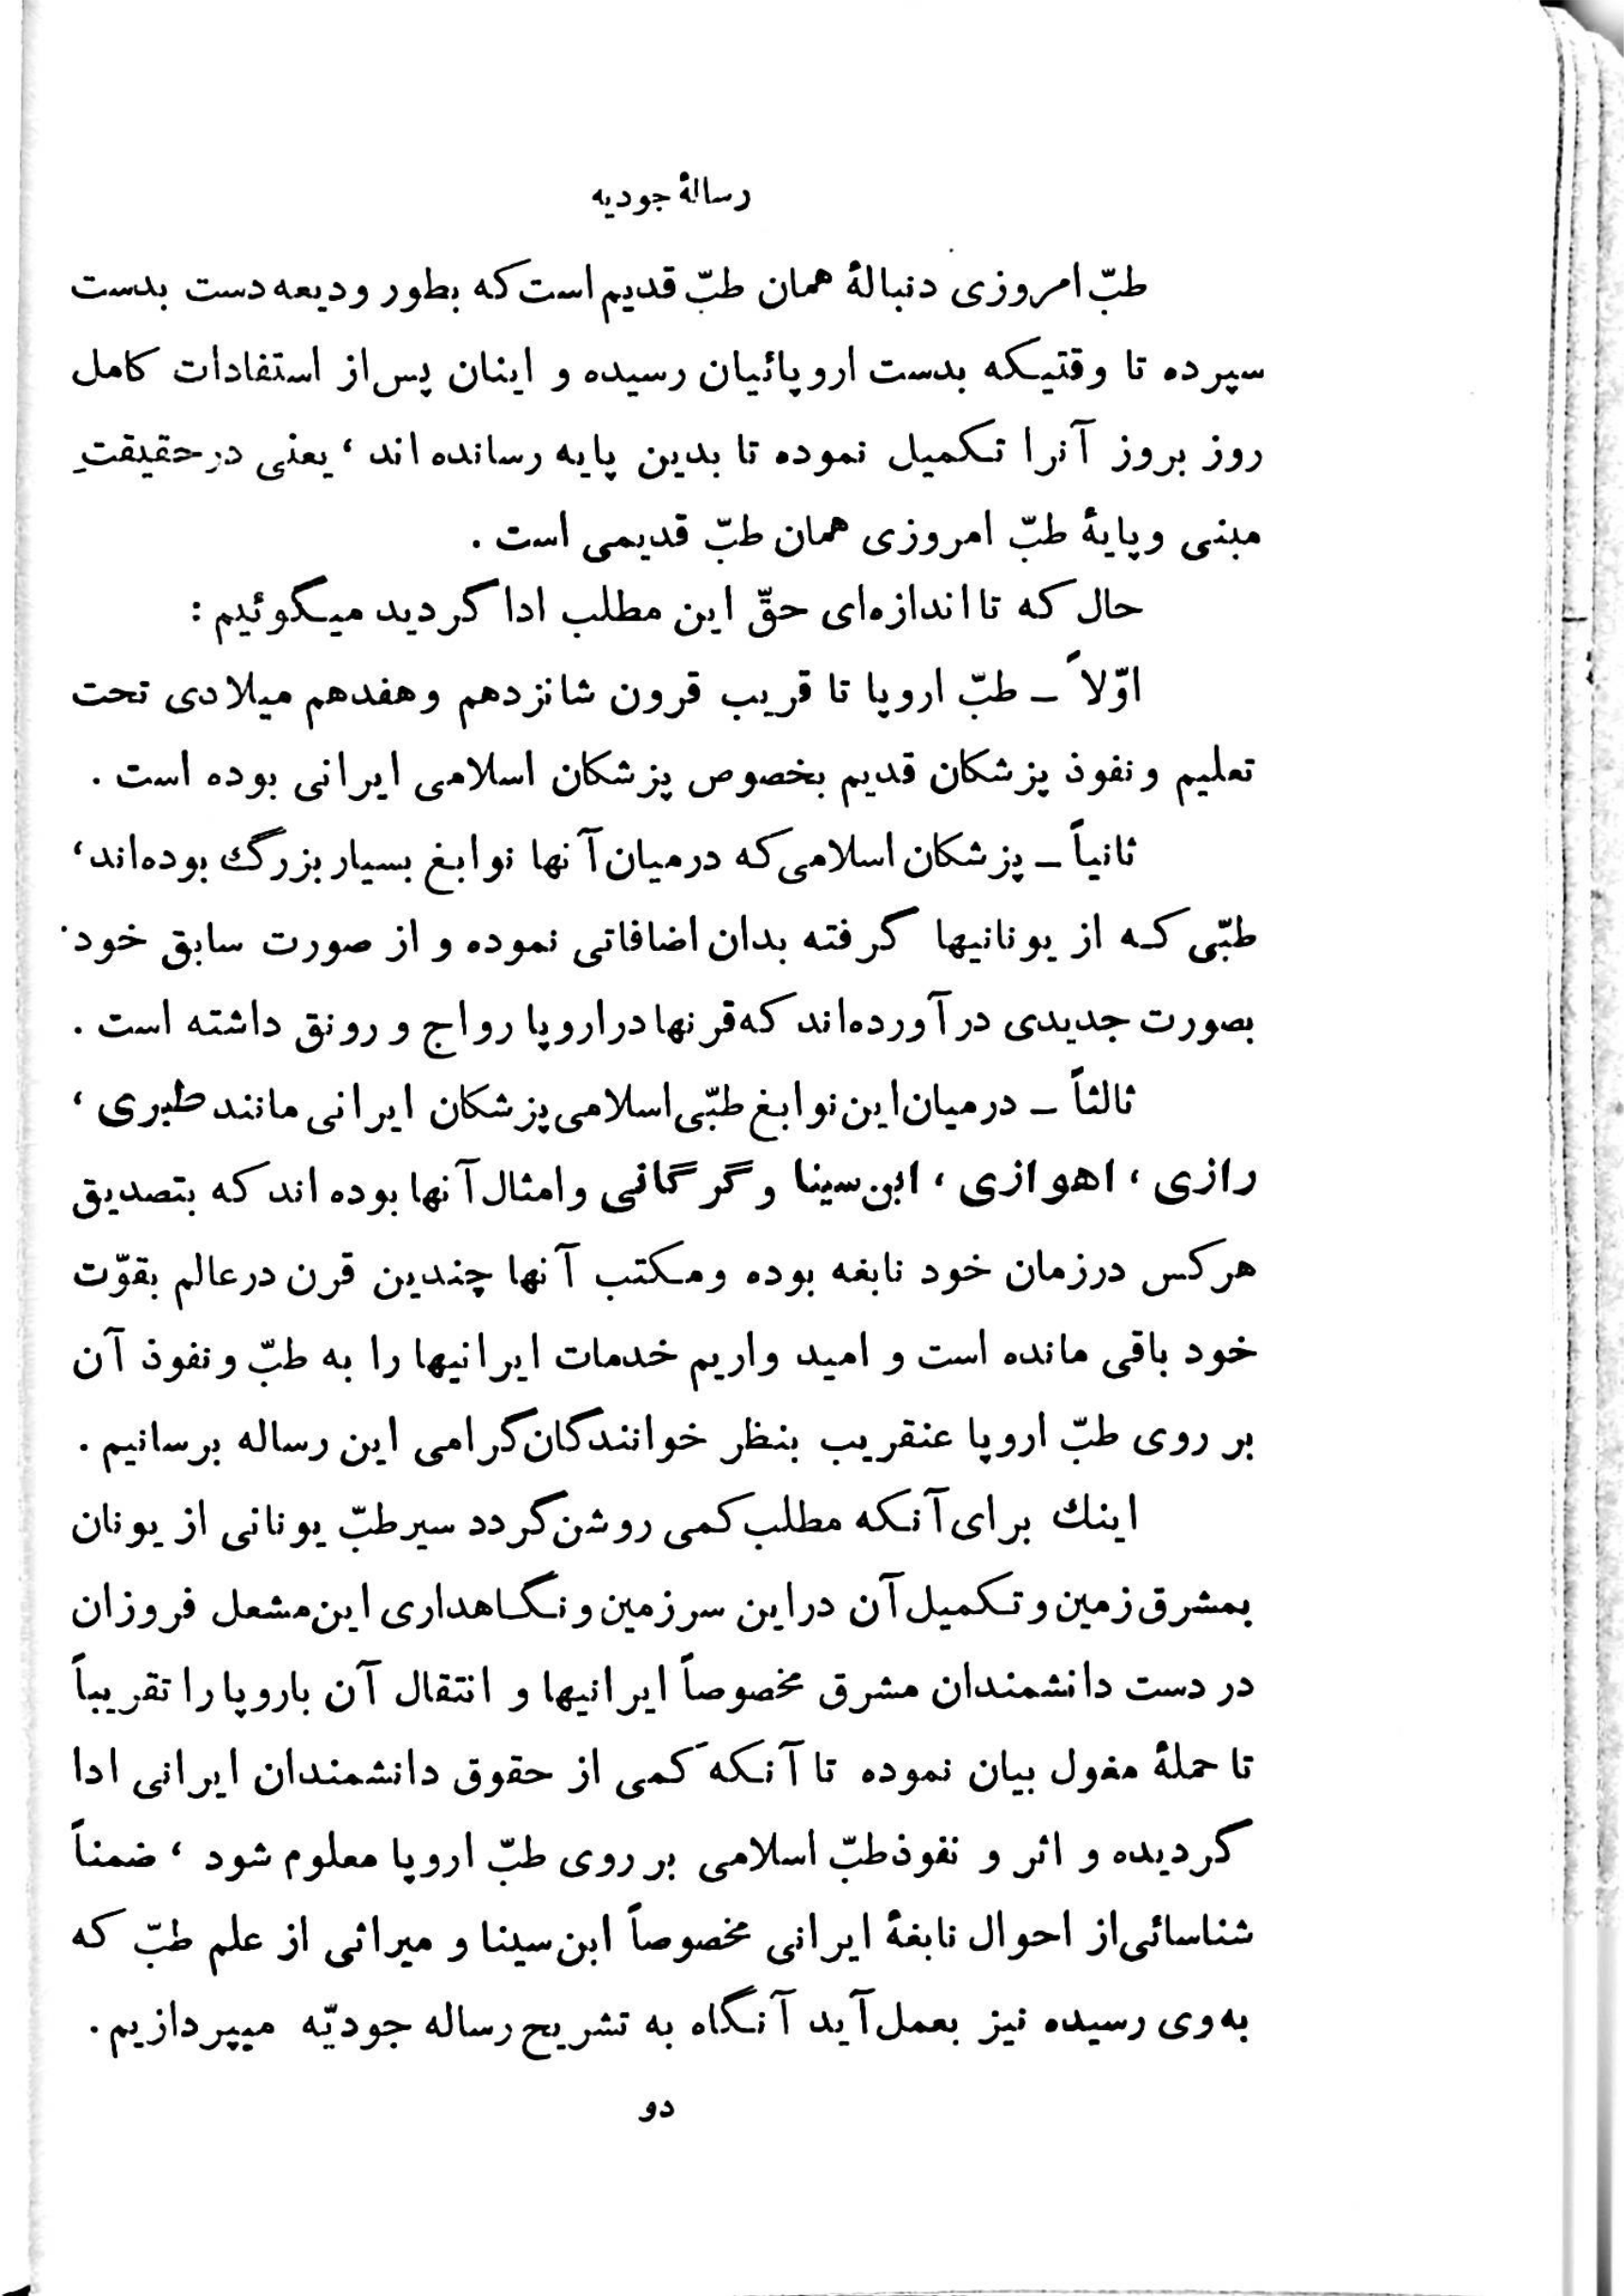 رسالهٔ جودیه
طبّ امروزی دنبالهٔ همان طبّ قدیم است که بطور ودیعه دست بدست
سپرده تا وقتیکه بدست اروپائیان رسیده و اینان پس از استفادات کامل
روز بروز آنرا تکمیل نموده تا بدین پایه رسانده اند ، یعنی در حقیقتِ
مبنی و پایهٔ طبّ امروزی همان طبّ قدیمی است .
حال که تا اندازه‌ای حقّ این مطلب ادا گردید میگوئیم :
اوّلاً – طبّ اروپا تا قریب قرون شانزدهم و هفدهم میلادی تحت
تعلیم و نفوذ پزشکان قدیم بخصوص پزشکان اسلامی ایرانی بوده است .
ثانیاً – پزشکان اسلامی که درمیان آنها نوابغ بسیار بزرگ بوده‌اند ،
طبّی که از یونانیها گرفته بدان اضافاتی نموده و از صورت سابق خود
بصورت جدیدی درآورده‌اند که قرنها در اروپا رواج و رونق داشته است .
ثالثاً – درمیان این نوابغ طبّی اسلامی پزشکان ایرانی مانند طبری ،
رازی ، اهوازی ، ابن سینا و گرگانی و امثال آنها بوده اند که بتصدیق
هرکس درزمان خود نابغه بوده ومکتب آنها چندین قرن درعالم بقوّت
خود باقی مانده است و امید واریم خدمات ایرانیها را به طبّ و نفوذ آن
بر روی طبّ اروپا عنقریب بنظر خوانندگان گرامی این رساله برسانیم .
اینك برای آنکه مطلب کمی روشن گردد سیر طبّ یونانی از یونان
بمشرق زمین و تکمیل آن دراین سرزمین و نگاهداری این مشعل فروزان
در دست دانشمندان مشرق مخصوصاً ایرانیها و انتقال آن باروپا را تقریباً
تا حملهٔ مغول بیان نموده تا آنکه کمی از حقوق دانشمندان ایرانی ادا
گردیده و اثر و نفوذ طبّ اسلامی بر روی طبّ اروپا معلوم شود ، ضمناً
شناسائی از احوال نابغهٔ ایرانی مخصوصاً ابن سینا و میراثی از علم طبّ که
به وی رسیده نیز بعمل آید آنگاه به تشریح رساله جودیّه میپردازیم .
دو